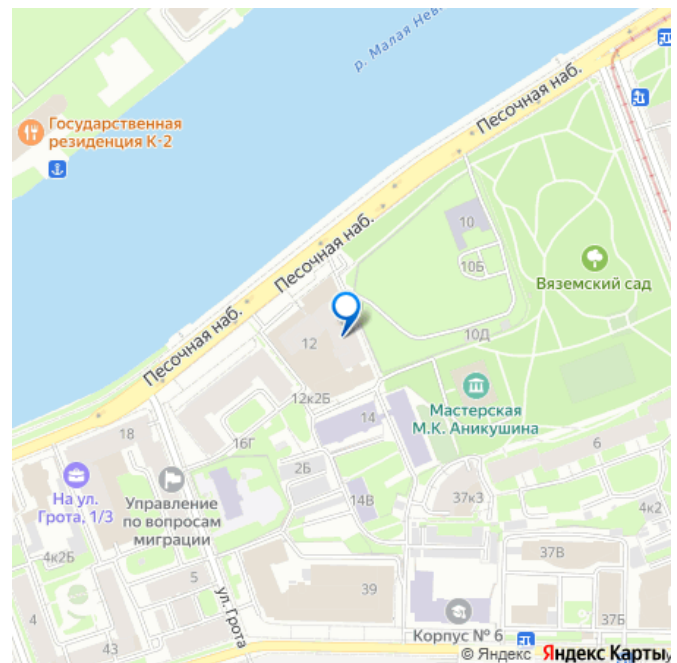 р. Малая Нев
Песочная наб.
Государственная
резиденция К-2
Песочная наб.
10
10Б
Вяземский сад
10Д
Песочная наб.
12
12к2Б
Мастерская
М.К. Аникушина
14
16Г
18
2Б
6
На ул.
Грота, 1/3
Управление
по вопросам
миграции
14В
37к3
4к2
4к2Б
5
37В
39
ул. Грота
4
43
Корпус № 6
37Б
© Яндекс Яндекс Карты